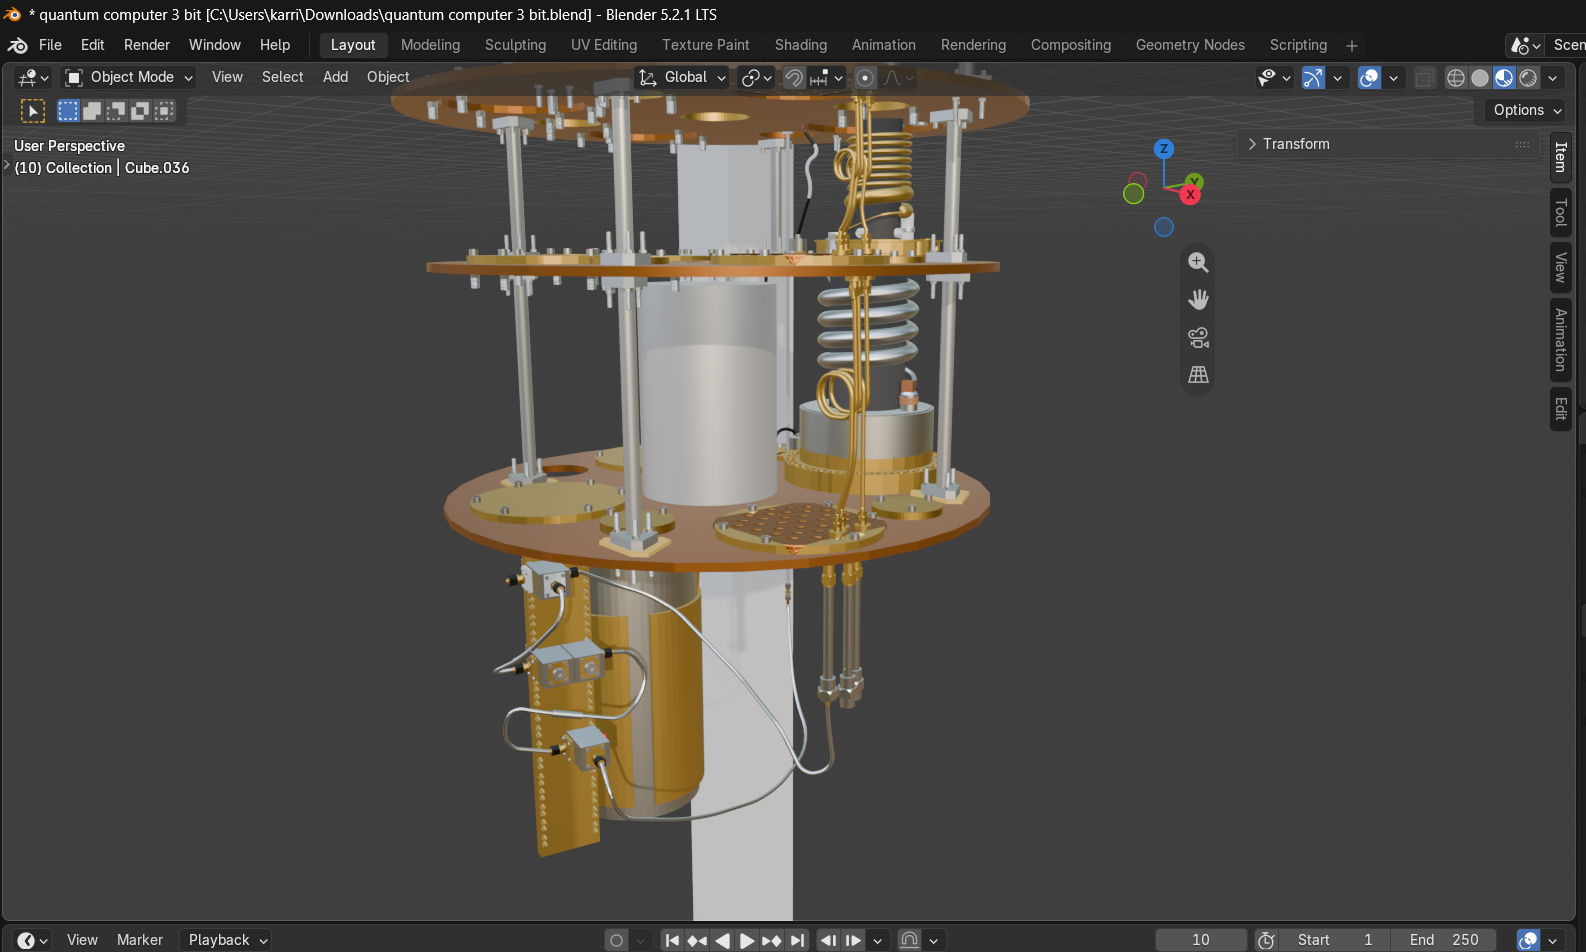 * quantum computer 3 bit [C:\Users\karri\Downloads\quantum computer 3 bit.blend] - Blender 5.2.1 LTS
File Edit Render Window Help Layout Modeling Sculpting UV Editing Texture Paint Shading Animation Rendering Compositing Geometry Nodes Scripting + Scen
Object Mode View Select Add Object Global
Options
User Perspective
(10) Collection | Cube.036
Transform
Item
Tool
View
Animation
Edit
Z
Y
X
View Marker Playback 10 Start 1 End 250